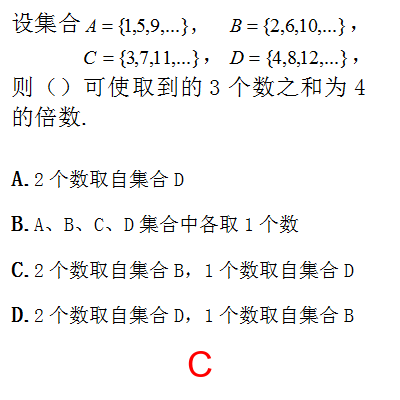 设集合 A = {1,5,9,...}， B = {2,6,10,...}，
C = {3,7,11,...}， D = {4,8,12,...}，
则（）可使取到的 3 个数之和为 4
的倍数.
A. 2 个数取自集合 D
B. A、B、C、D 集合中各取 1 个数
C. 2 个数取自集合 B，1 个数取自集合 D
D. 2 个数取自集合 D，1 个数取自集合 B
C